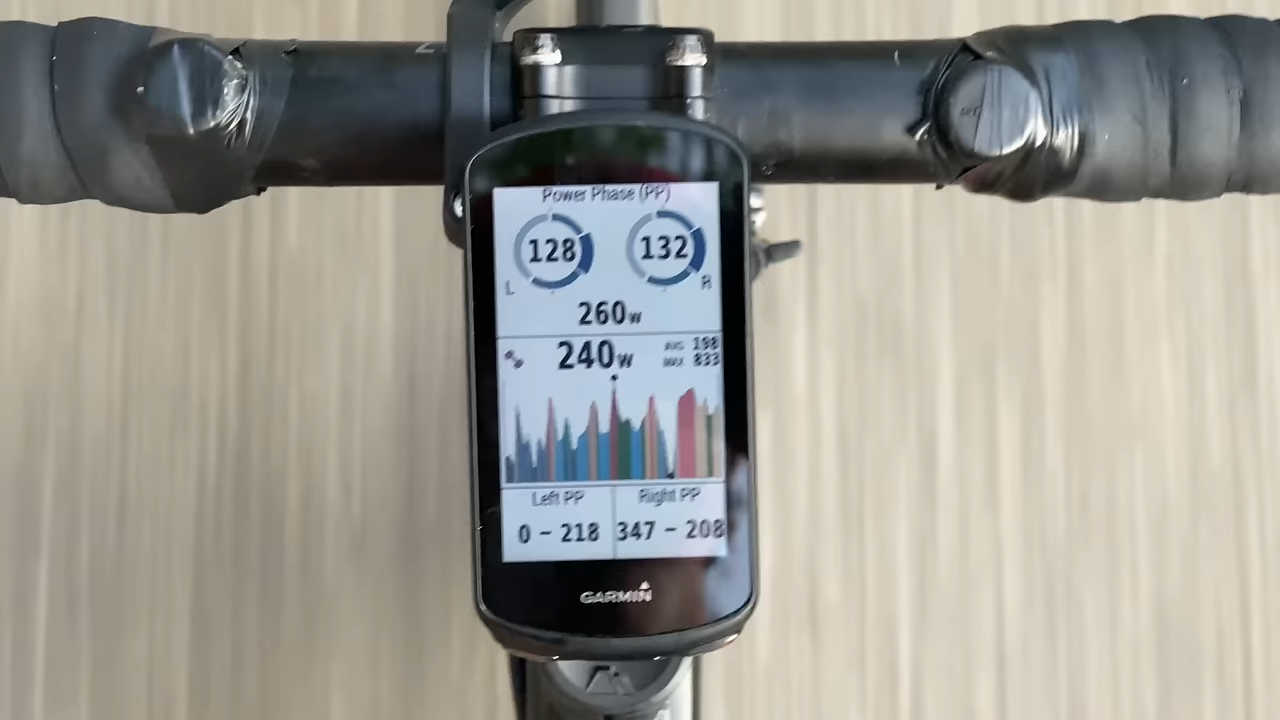 Power Phase (PP)
128 132
L R
260w
240w AVG 198
MAX 833
Left PP Right PP
0 - 218 347 - 208
GARMIN